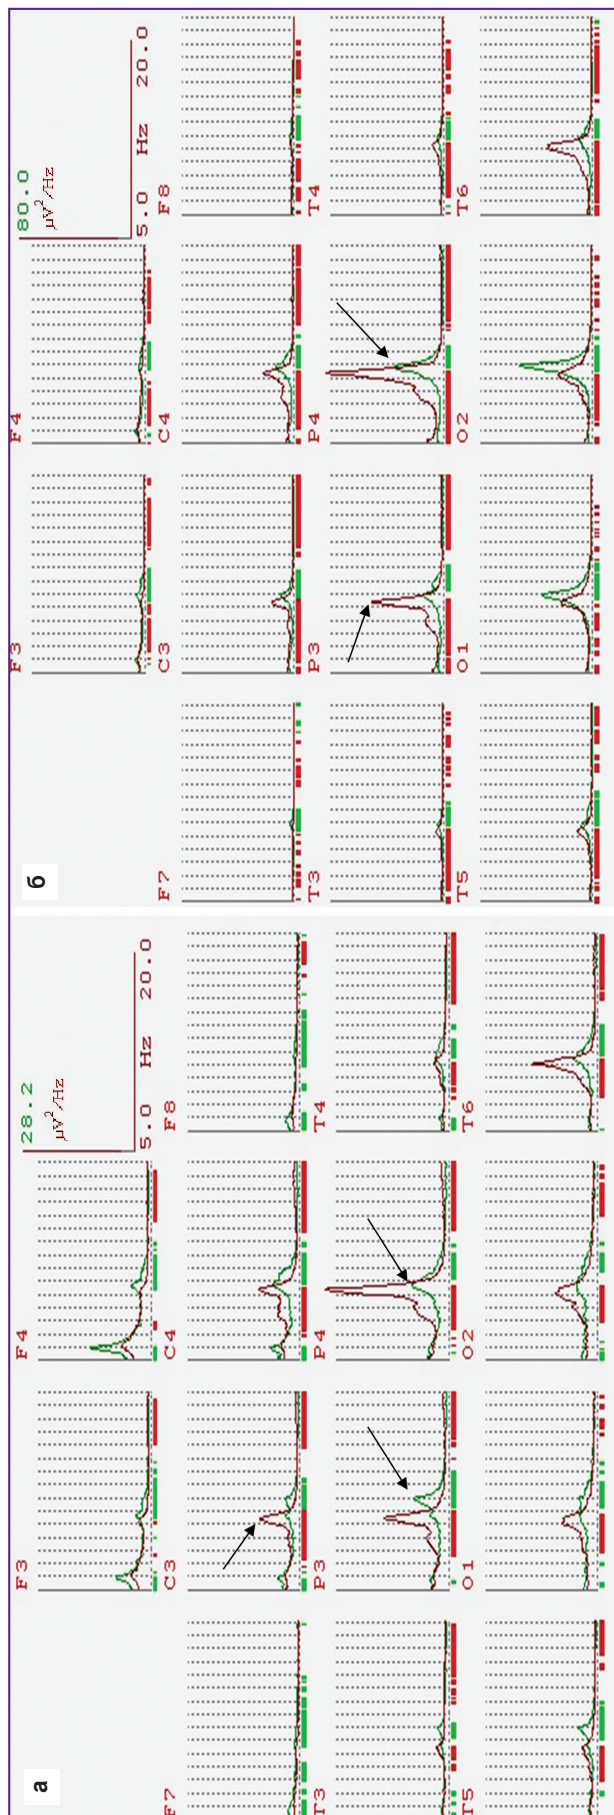 а
F3 F4 28.2
μV²/Hz
5.0 Hz 20.0
F7 C3 C4 F8
T3 P3 P4 T4
T5 O1 O2 T6
б
F3 F4 80.0
μV²/Hz
5.0 Hz 20.0
F7 C3 C4 F8
T3 P3 P4 T4
T5 O1 O2 T6